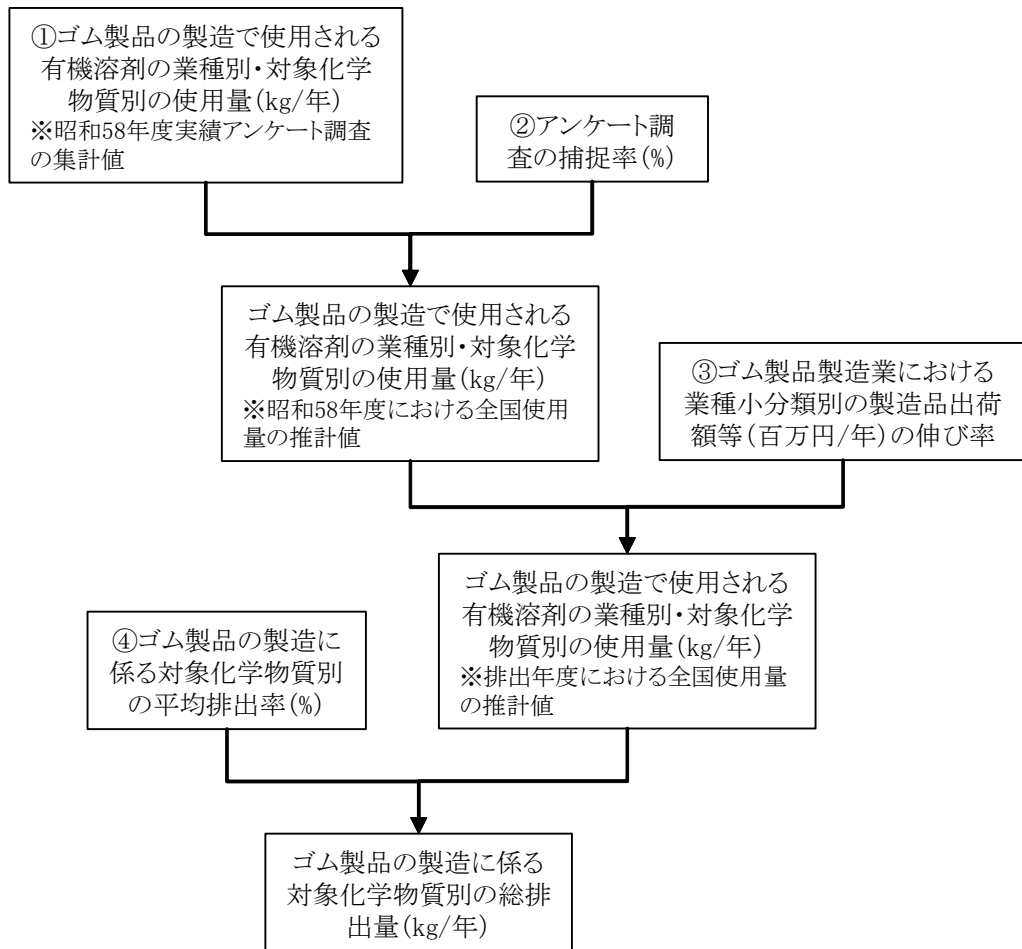 ①ゴム製品の製造で使用される
有機溶剤の業種別・対象化学
物質別の使用量(kg/年)
※昭和58年度実績アンケート調査
の集計値
②アンケート調
査の捕捉率(%)
ゴム製品の製造で使用される
有機溶剤の業種別・対象化学
物質別の使用量(kg/年)
※昭和58年度における全国使用
量の推計値
③ゴム製品製造業における
業種小分類別の製造品出荷
額等(百万円/年)の伸び率
ゴム製品の製造で使用される
有機溶剤の業種別・対象化学
物質別の使用量(kg/年)
※排出年度における全国使用量
の推計値
④ゴム製品の製造に
係る対象化学物質別
の平均排出率(%)
ゴム製品の製造に係る
対象化学物質別の総排
出量(kg/年)